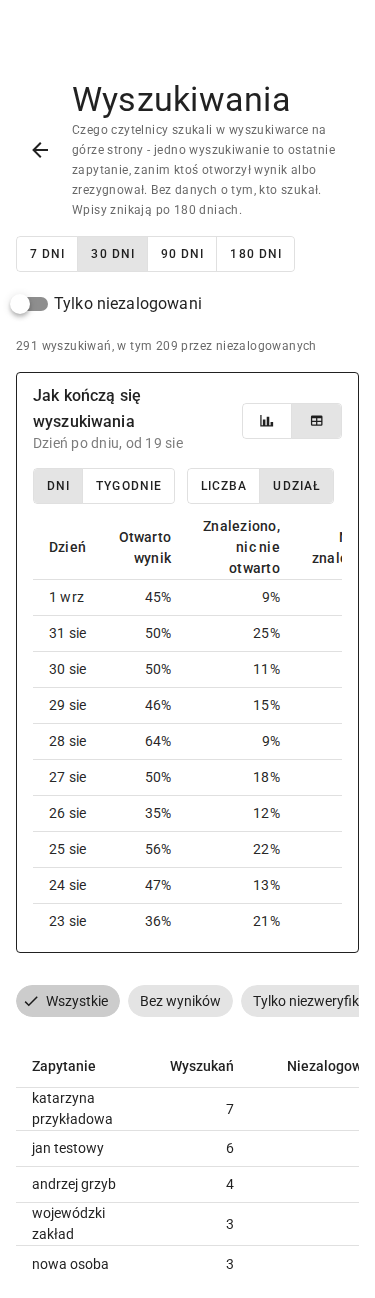 Wyszukiwania
Czego czytelnicy szukali w wyszukiwarce na
górze strony - jedno wyszukiwanie to ostatnie
zapytanie, zanim ktoś otworzył wynik albo
zrezygnował. Bez danych o tym, kto szukał.
Wpisy znikają po 180 dniach.
7 DNI 30 DNI 90 DNI 180 DNI
Tylko niezalogowani
291 wyszukiwań, w tym 209 przez niezalogowanych
Jak kończą się
wyszukiwania
Dzień po dniu, od 19 sie
DNI TYGODNIE LICZBA UDZIAŁ
Dzień Otwarto wynik Znaleziono, nic nie otwarto
1 wrz 45% 9%
31 sie 50% 25%
30 sie 50% 11%
29 sie 46% 15%
28 sie 64% 9%
27 sie 50% 18%
26 sie 35% 12%
25 sie 56% 22%
24 sie 47% 13%
23 sie 36% 21%
Wszystkie Bez wyników Tylko niezweryfik
Zapytanie Wyszukań Niezalogow
katarzyna
przykładowa 7
jan testowy 6
andrzej grzyb 4
wojewódzki
zakład 3
nowa osoba 3